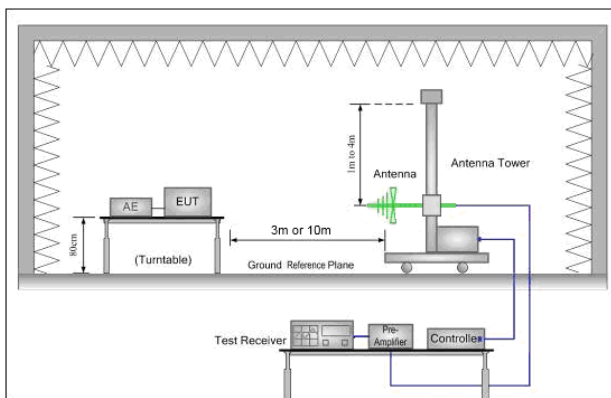 1m to 4m
Antenna
Antenna Tower
AE
EUT
80cm
(Turntable)
3m or 10m
Ground Reference Plane
Test Receiver
Pre-
Amplifier
Controller